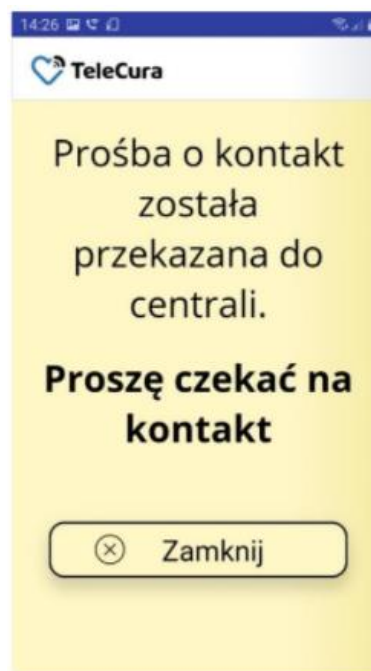 14:26
TeleCura
Prośba o kontakt
została
przekazana do
centrali.
Proszę czekać na
kontakt
Zamknij